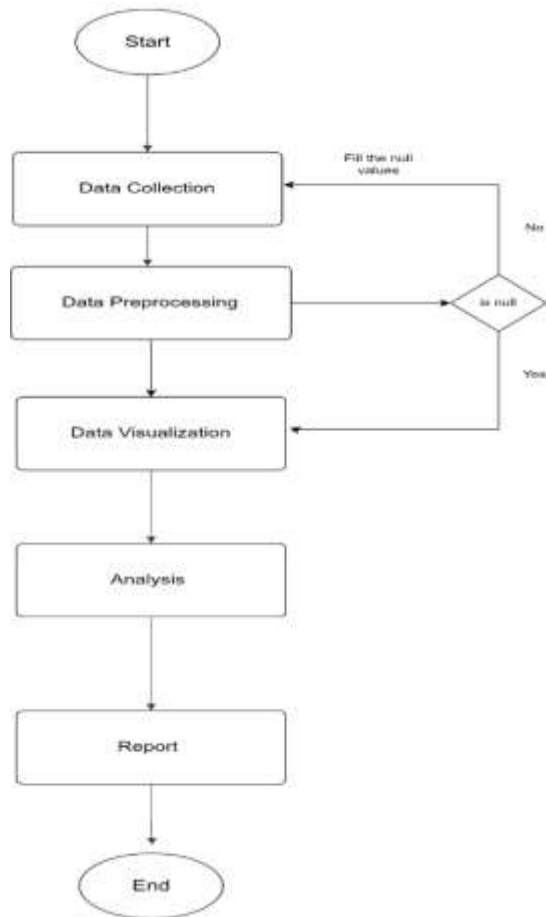 Start
Fill the null
values
Data Collection
No
Data Preprocessing
is null
Yes
Data Visualization
Analysis
Report
End